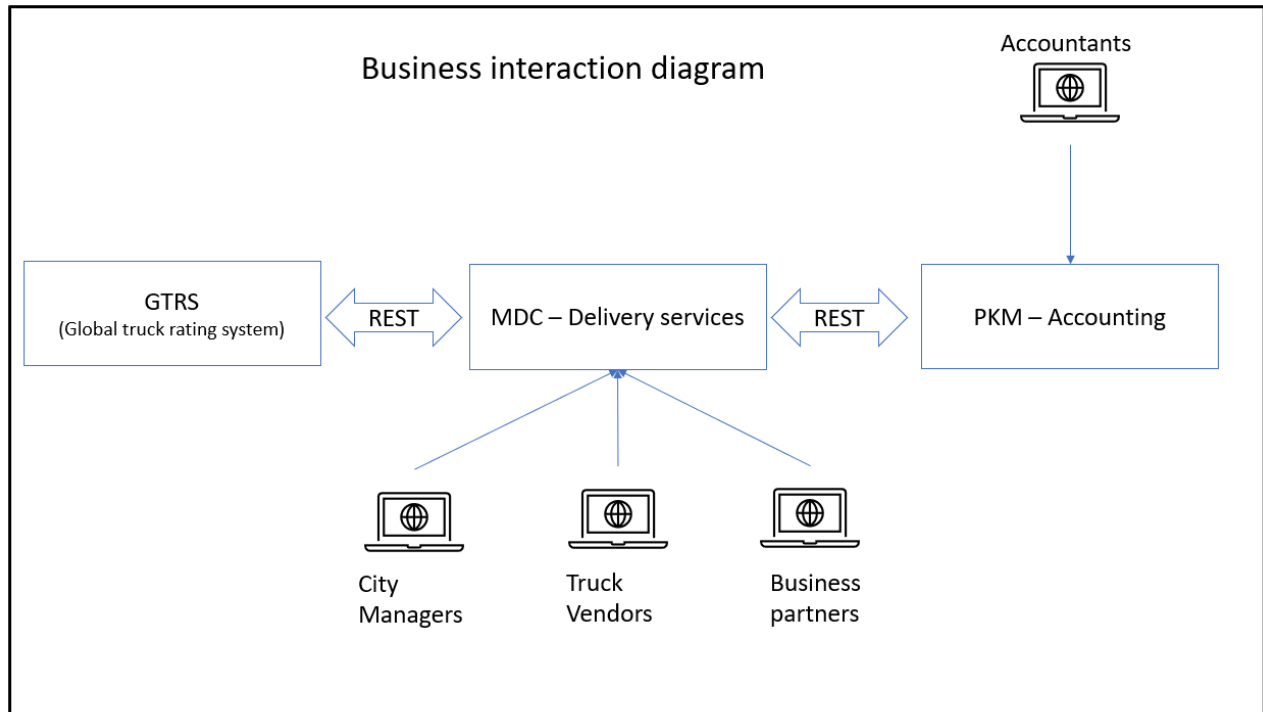 Business interaction diagram
Accountants
GTRS
(Global truck rating system)
REST
MDC – Delivery services
REST
PKM – Accounting
City
Managers
Truck
Vendors
Business
partners